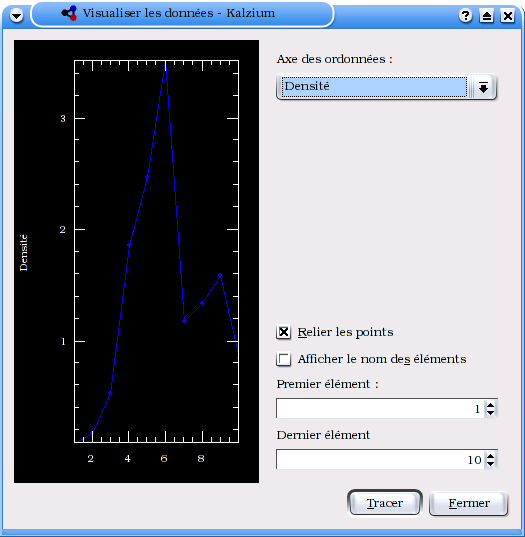 Visualiser les données - Kalzium
Axe des ordonnées :
Densité
Densité
3
2
1
2 4 6 8
Relier les points
Afficher le nom des éléments
Premier élément :
1
Dernier élément
10
Tracer Fermer